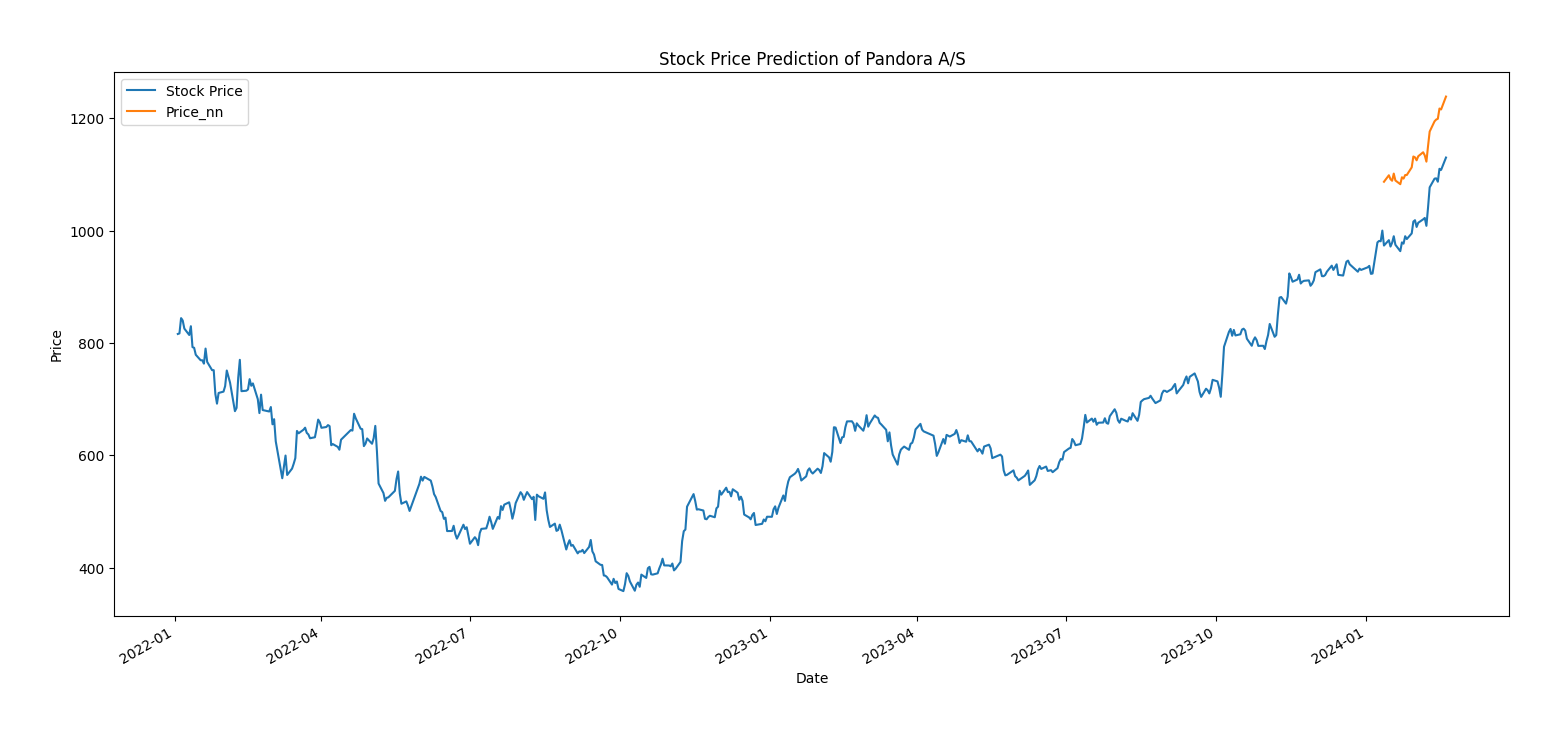 Stock Price Prediction of Pandora A/S
Stock Price
Price_nn
1200
1000
800
600
400
Price
2022-01
2022-04
2022-07
2022-10
2023-01
2023-04
2023-07
2023-10
2024-01
Date